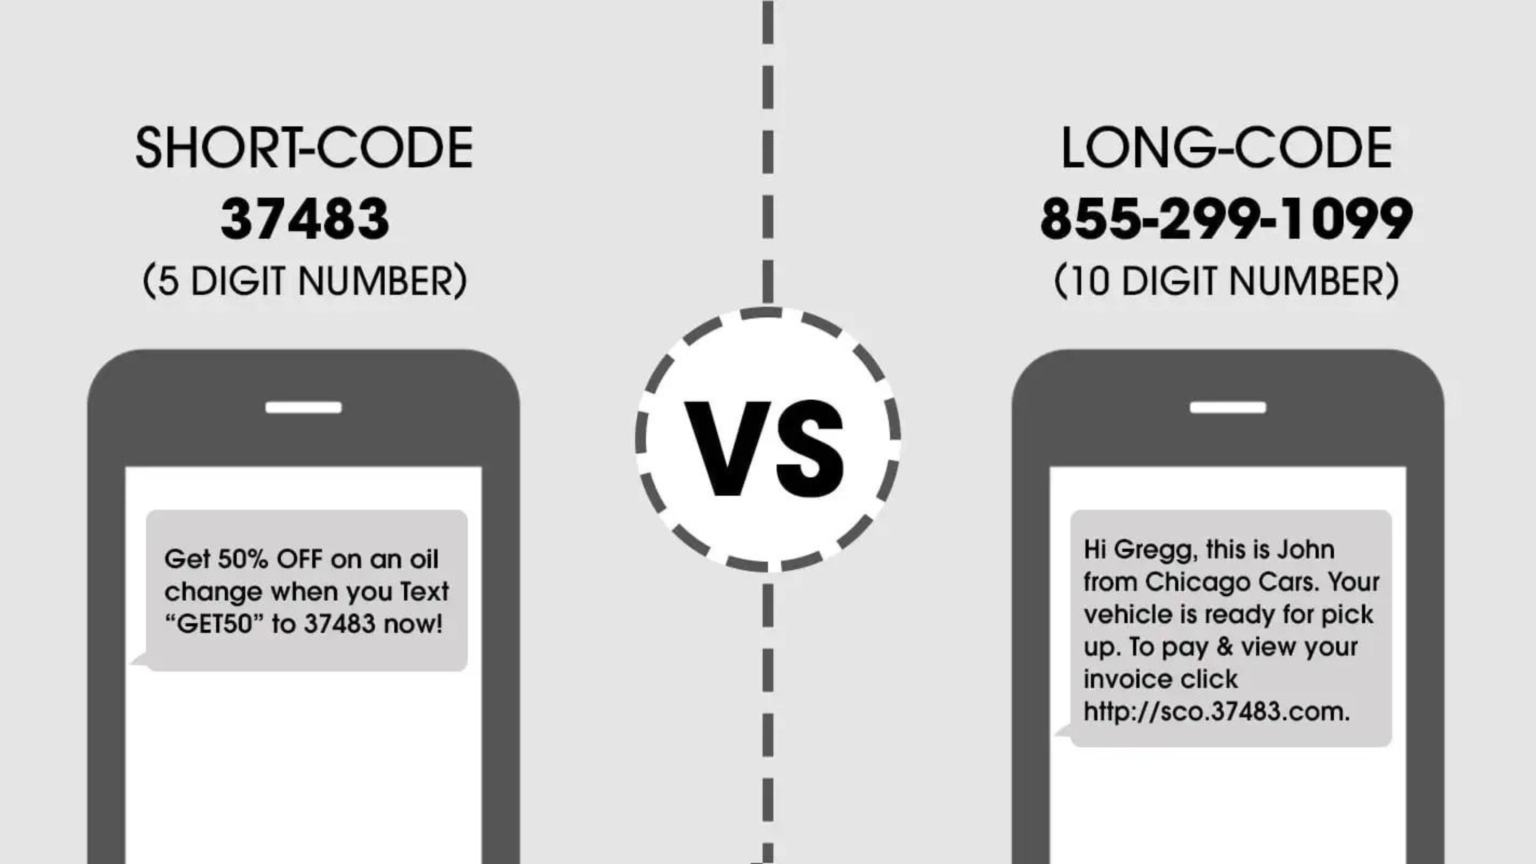 SHORT-CODE
37483
(5 DIGIT NUMBER)
Get 50% OFF on an oil
change when you Text
“GET50” to 37483 now!
VS
LONG-CODE
855-299-1099
(10 DIGIT NUMBER)
Hi Gregg, this is John
from Chicago Cars. Your
vehicle is ready for pick
up. To pay & view your
invoice click
http://sco.37483.com.